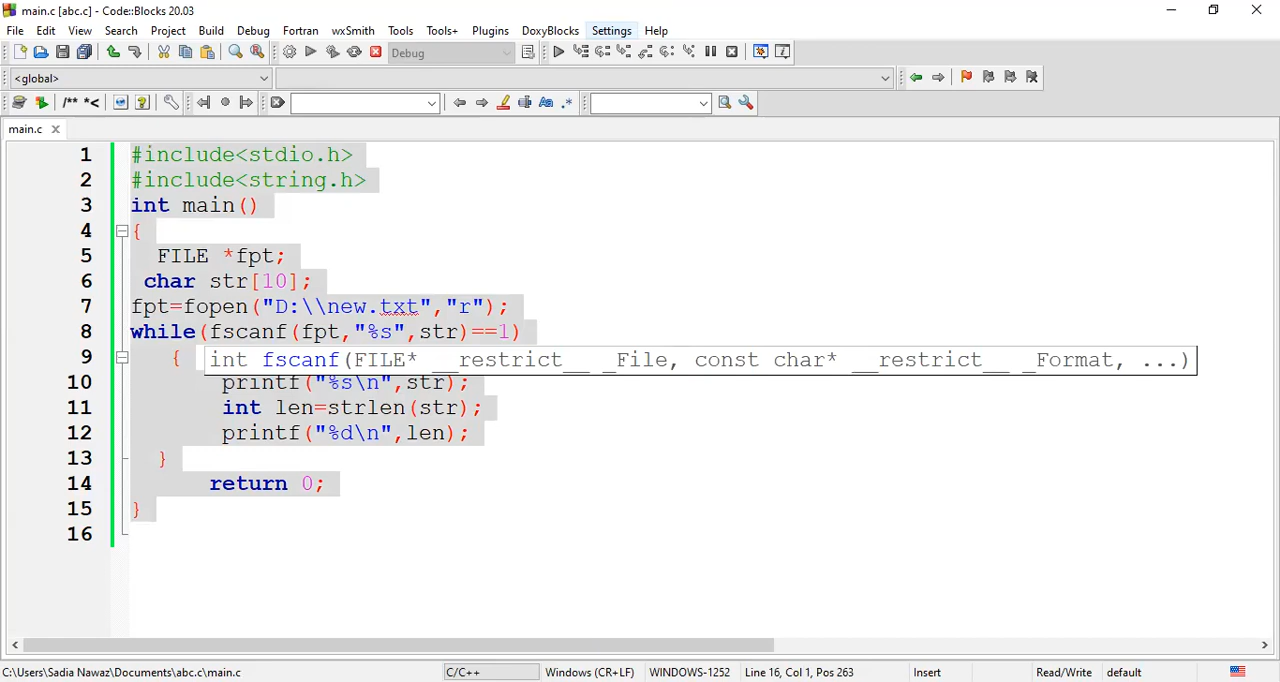 main.c [abc.c] - Code::Blocks 20.03
File Edit View Search Project Build Debug Fortran wxSmith Tools Tools+ Plugins DoxyBlocks Settings Help
Debug
<global>
/** *<
main.c
1 #include<stdio.h>
2 #include<string.h>
3 int main()
4 {
5 FILE *fpt;
6 char str[10];
7 fpt=fopen("D:\\new.txt","r");
8 while(fscanf(fpt,"%s",str)==1)
9 { int fscanf(FILE* __restrict__ _File, const char* __restrict__ _Format, ...)
10 printf("%s\n",str);
11 int len=strlen(str);
12 printf("%d\n",len);
13 }
14 return 0;
15 }
16
C:\Users\Sadia Nawaz\Documents\abc.c\main.c C/C++ Windows (CR+LF) WINDOWS-1252 Line 16, Col 1, Pos 263 Insert Read/Write default